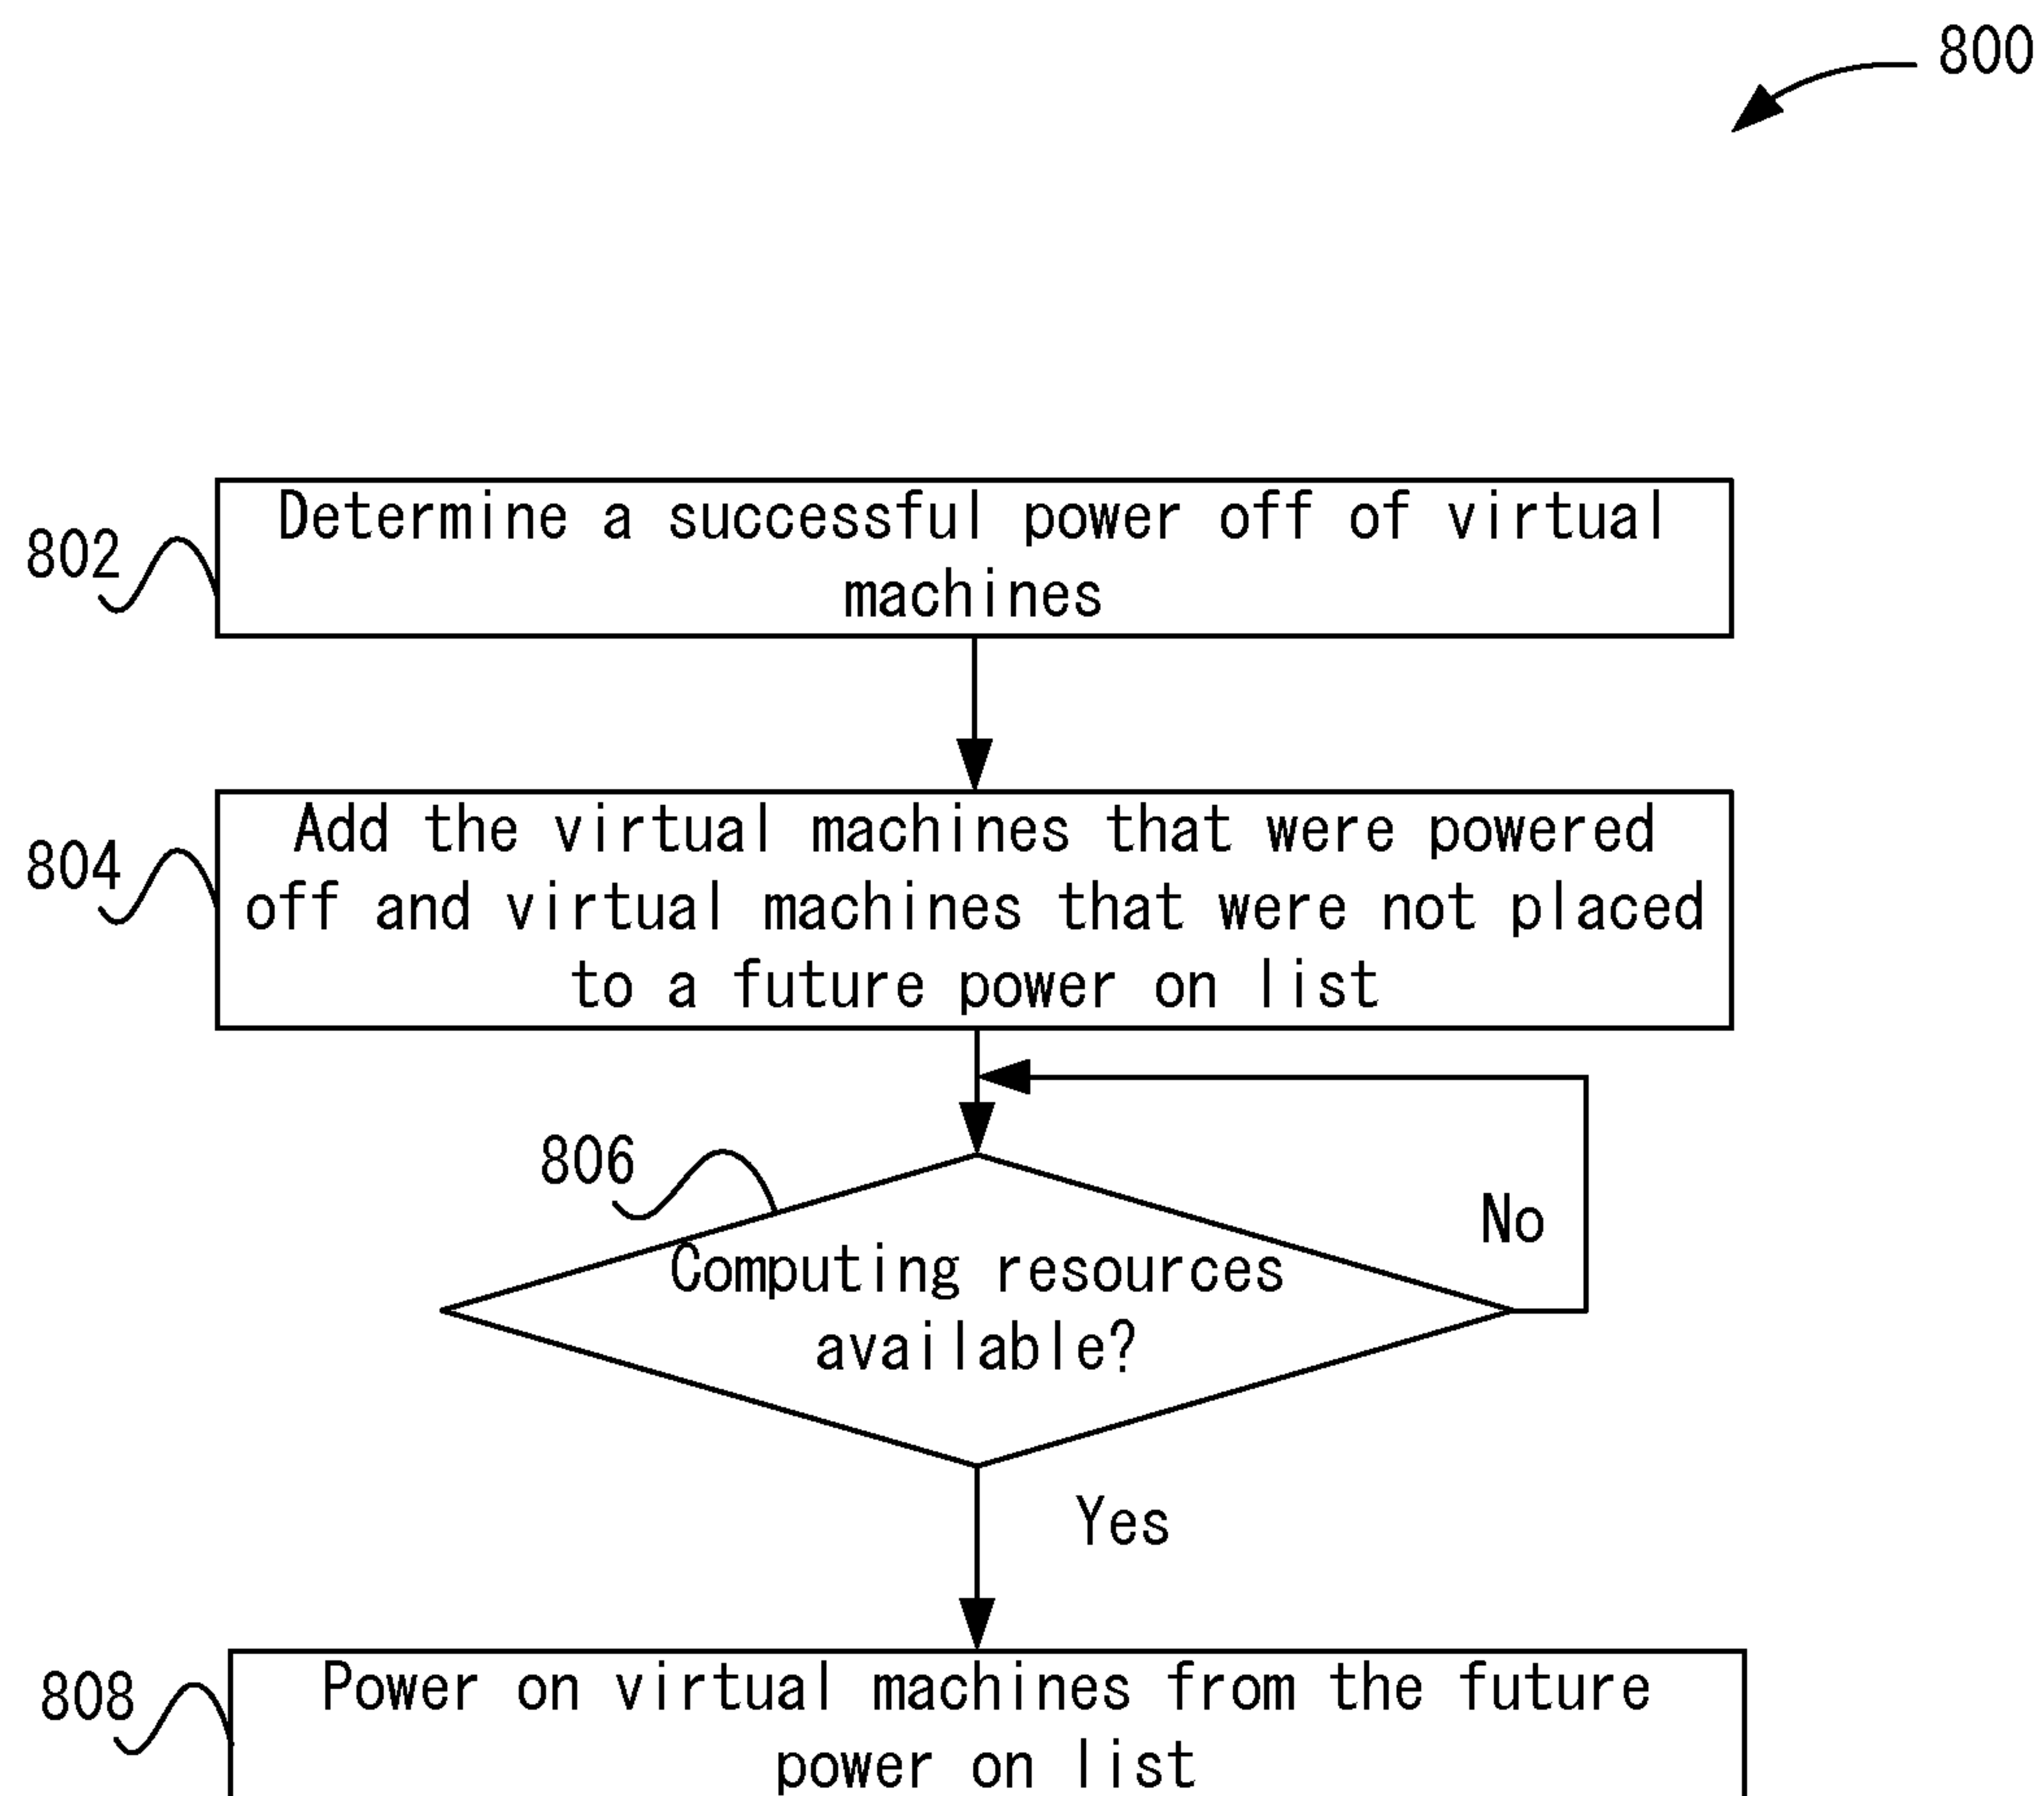 800
802
Determine a successful power off of virtual
machines
804
Add the virtual machines that were powered
off and virtual machines that were not placed
to a future power on list
806
No
Computing resources
available?
Yes
808
Power on virtual machines from the future
power on list